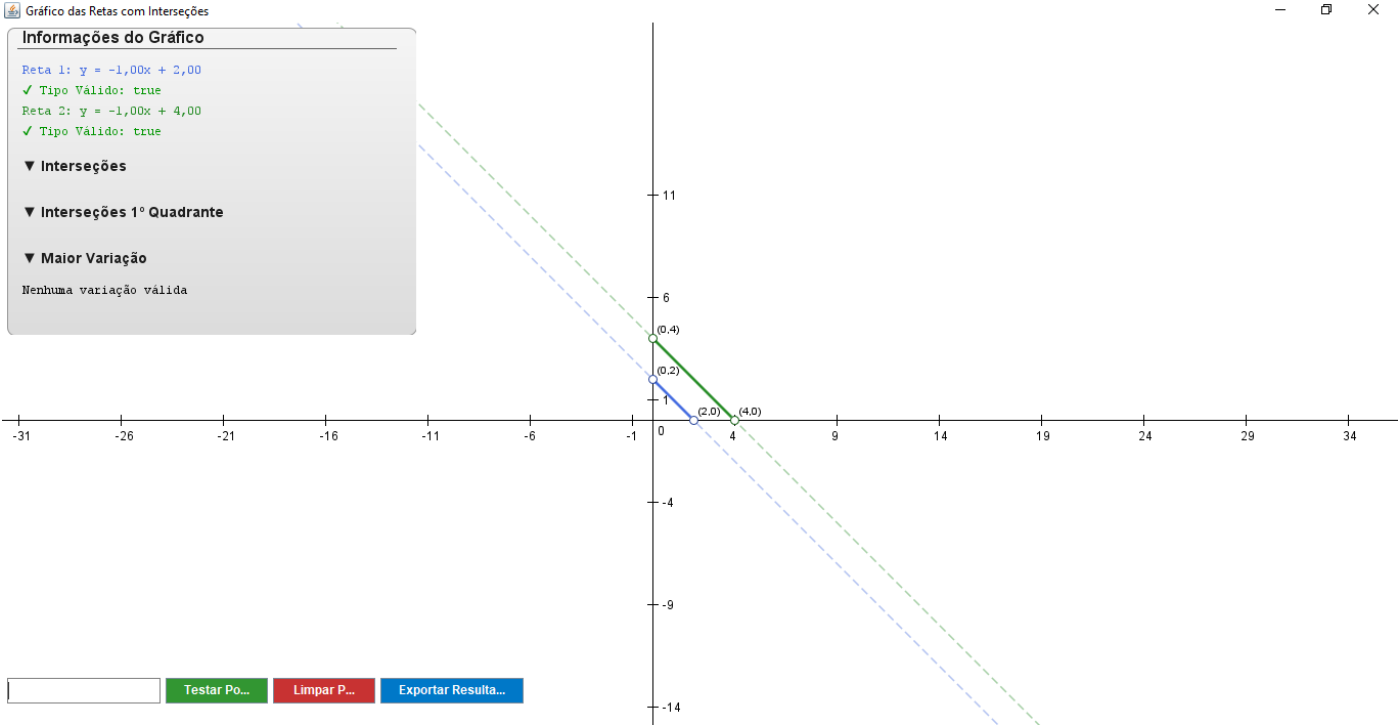 Gráfico das Retas com Interseções
Informações do Gráfico
Reta 1: y = -1,00x + 2,00
✓ Tipo Válido: true
Reta 2: y = -1,00x + 4,00
✓ Tipo Válido: true
▼ Interseções
▼ Interseções 1º Quadrante
▼ Maior Variação
Nenhuma variação válida
11
6
(0,4)
(0,2)
1
(2,0) (4,0)
0
-31 -26 -21 -16 -11 -6 -1 4 9 14 19 24 29 34
-4
-9
-14
Testar Po... Limpar P... Exportar Resulta...